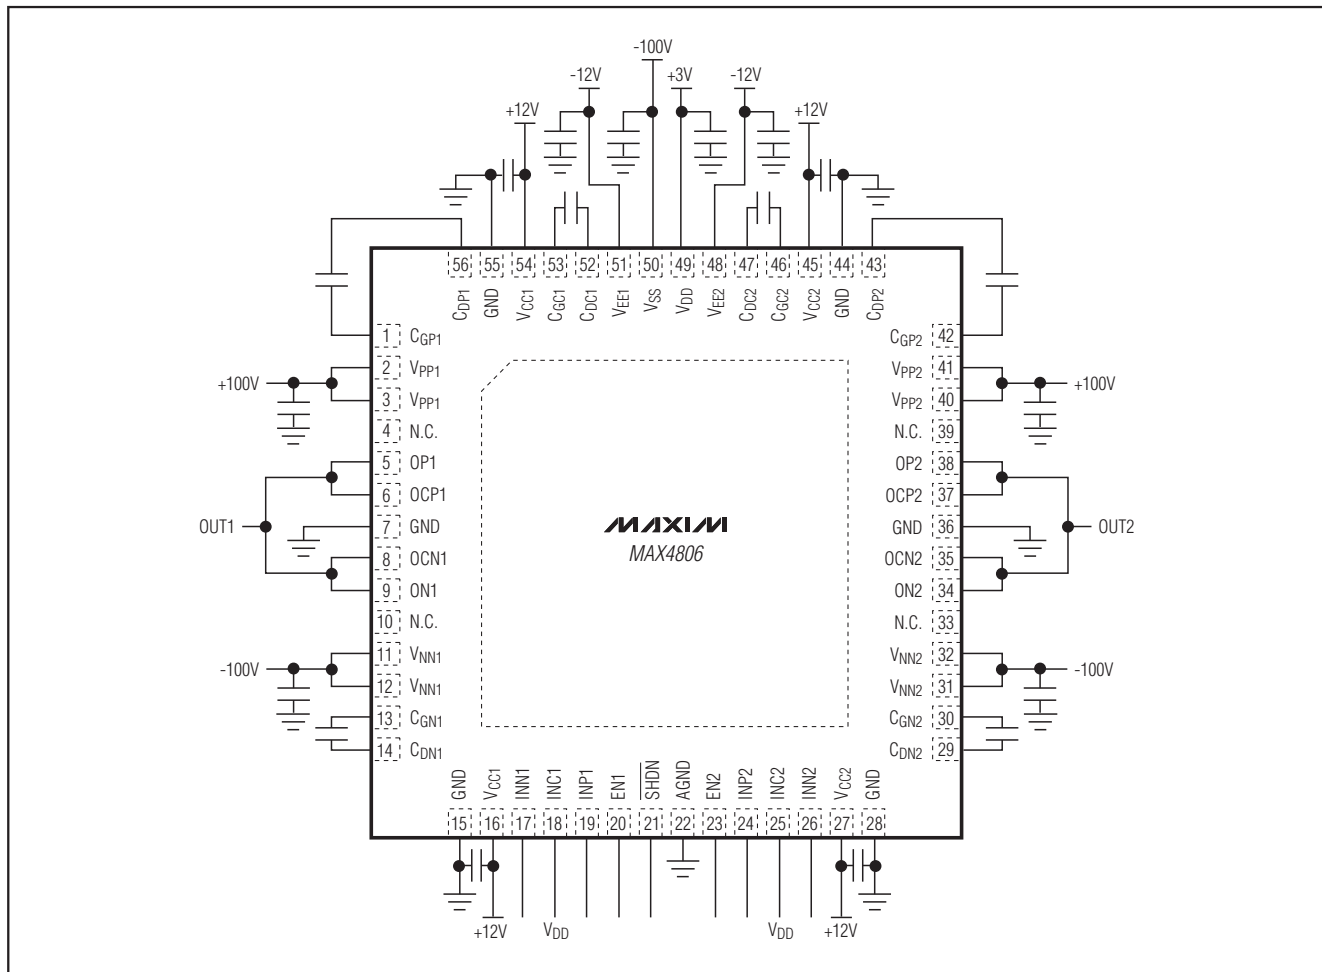 -100V
-12V
+3V
-12V
+12V
+12V
56
55
54
53
52
51
50
49
48
47
46
45
44
43
CDP1
GND
VCC1
CGC1
CDC1
VEE1
VSS
VDD
VEE2
CDC2
CGC2
VCC2
GND
CDP2
1 CGP1
CGP2 42
2 VPP1
VPP2 41
+100V
+100V
3 VPP1
VPP2 40
4 N.C.
N.C. 39
5 OP1
OP2 38
6 OCP1
OCP2 37
OUT1
7 GND
MAXIM
GND 36
OUT2
MAX4806
8 OCN1
OCN2 35
9 ON1
ON2 34
10 N.C.
N.C. 33
11 VNN1
VNN2 32
-100V
-100V
12 VNN1
VNN2 31
13 CGN1
CGN2 30
14 CDN1
CDN2 29
GND
VCC1
INN1
INC1
INP1
EN1
SHDN
AGND
EN2
INP2
INC2
INN2
VCC2
GND
15
16
17
18
19
20
21
22
23
24
25
26
27
28
+12V
VDD
VDD
+12V